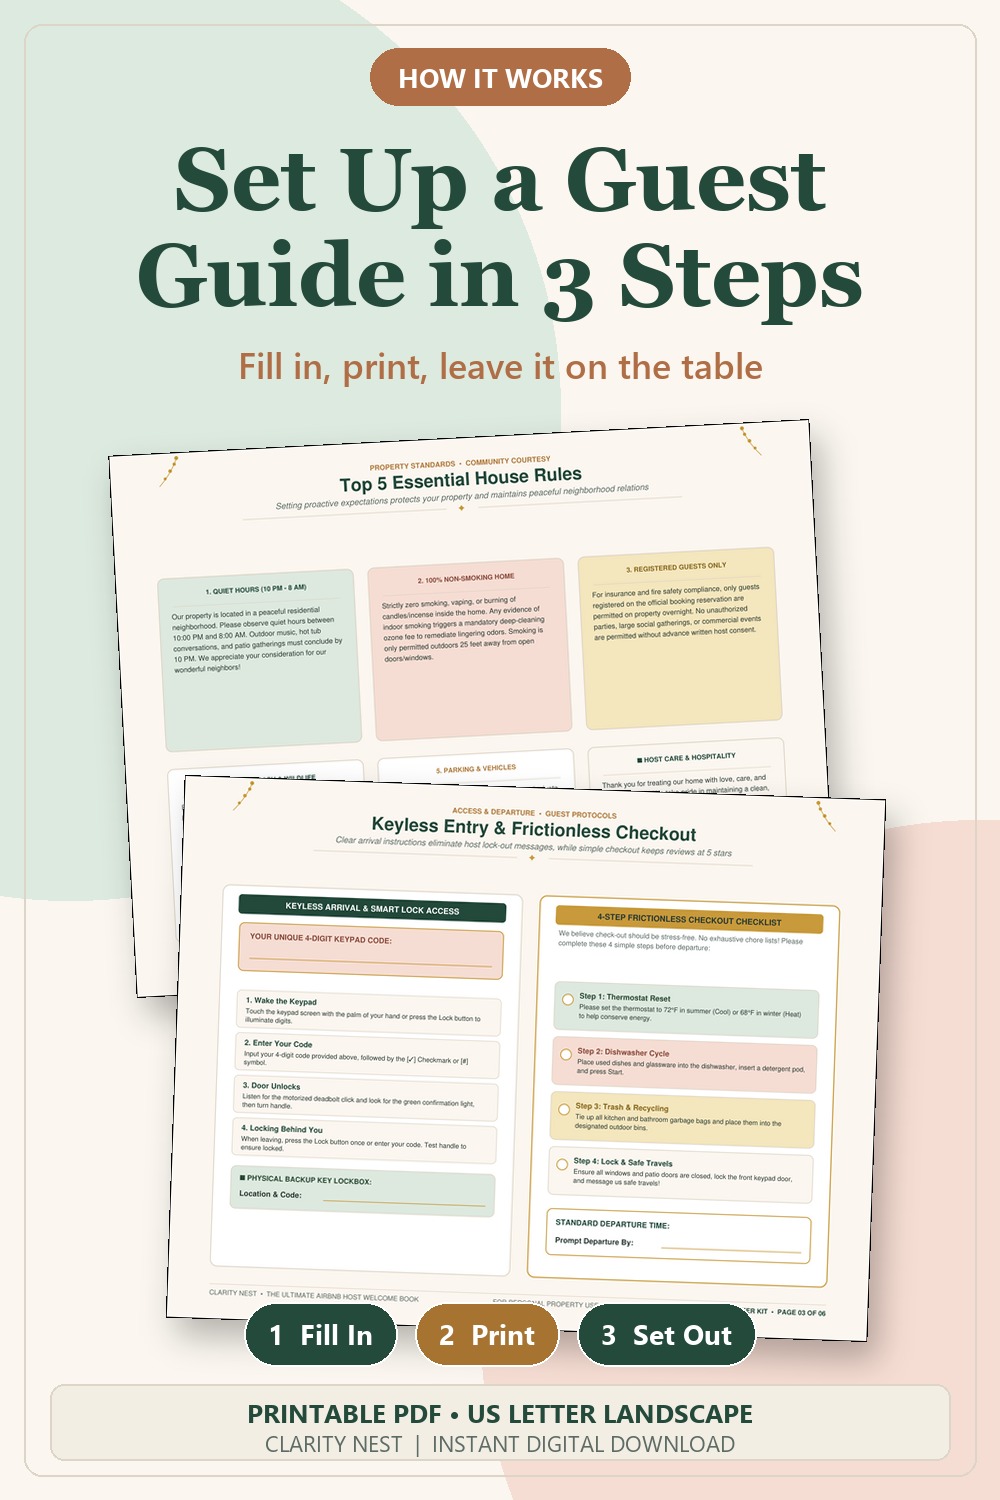 HOW IT WORKS
Set Up a Guest
Guide in 3 Steps
Fill in, print, leave it on the table
PROPERTY STANDARDS • COMMUNITY COURTESY
Top 5 Essential House Rules
Setting proactive expectations protects your property and maintains peaceful neighborhood relations
1. QUIET HOURS (10 PM - 8 AM)
Our property is located in a peaceful residential
neighborhood. Please observe quiet hours between
10:00 PM and 8:00 AM. Outdoor music, hot tub
conversations, and patio gatherings must conclude by
10 PM. We appreciate your consideration for our
wonderful neighbors!
2. 100% NON-SMOKING HOME
Strictly zero smoking, vaping, or burning of
candles/incense inside the home. Any evidence of
indoor smoking triggers a mandatory deep-cleaning
ozone fee to remediate lingering odors. Smoking is
only permitted outdoors 25 feet away from open
doors/windows.
3. REGISTERED GUESTS ONLY
For insurance and fire safety compliance, only guests
registered on the official booking reservation are
permitted on property overnight. No unauthorized
parties, large social gatherings, or commercial events
are permitted without advance written host consent.
5. PARKING & VEHICLES
■ HOST CARE & HOSPITALITY
Thank you for treating our home with love, care, and
in maintaining a clean,
ACCESS & DEPARTURE • GUEST PROTOCOLS
Keyless Entry & Frictionless Checkout
Clear arrival instructions eliminate host lock-out messages, while simple checkout keeps reviews at 5 stars
KEYLESS ARRIVAL & SMART LOCK ACCESS
YOUR UNIQUE 4-DIGIT KEYPAD CODE:
1. Wake the Keypad
Touch the keypad screen with the palm of your hand or press the Lock button to
illuminate digits.
2. Enter Your Code
Input your 4-digit code provided above, followed by the [✓] Checkmark or [#]
symbol.
3. Door Unlocks
Listen for the motorized deadbolt click and look for the green confirmation light,
then turn handle.
4. Locking Behind You
When leaving, press the Lock button once or enter your code. Test handle to
ensure locked.
■ PHYSICAL BACKUP KEY LOCKBOX:
Location & Code:
4-STEP FRICTIONLESS CHECKOUT CHECKLIST
We believe check-out should be stress-free. No exhaustive chore lists! Please
complete these 4 simple steps before departure:
Step 1: Thermostat Reset
Please set the thermostat to 72°F in summer (Cool) or 68°F in winter (Heat)
to help conserve energy.
Step 2: Dishwasher Cycle
Place used dishes and glassware into the dishwasher, insert a detergent pod,
and press Start.
Step 3: Trash & Recycling
Tie up all kitchen and bathroom garbage bags and place them into the
designated outdoor bins.
Step 4: Lock & Safe Travels
Ensure all windows and patio doors are closed, lock the front keypad door,
and message us safe travels!
STANDARD DEPARTURE TIME:
Prompt Departure By:
CLARITY NEST • THE ULTIMATE AIRBNB HOST WELCOME BOOK
FOR PERSONAL PROPERTY USE
KIT • PAGE 03 OF 06
1 Fill In
2 Print
3 Set Out
PRINTABLE PDF • US LETTER LANDSCAPE
CLARITY NEST | INSTANT DIGITAL DOWNLOAD